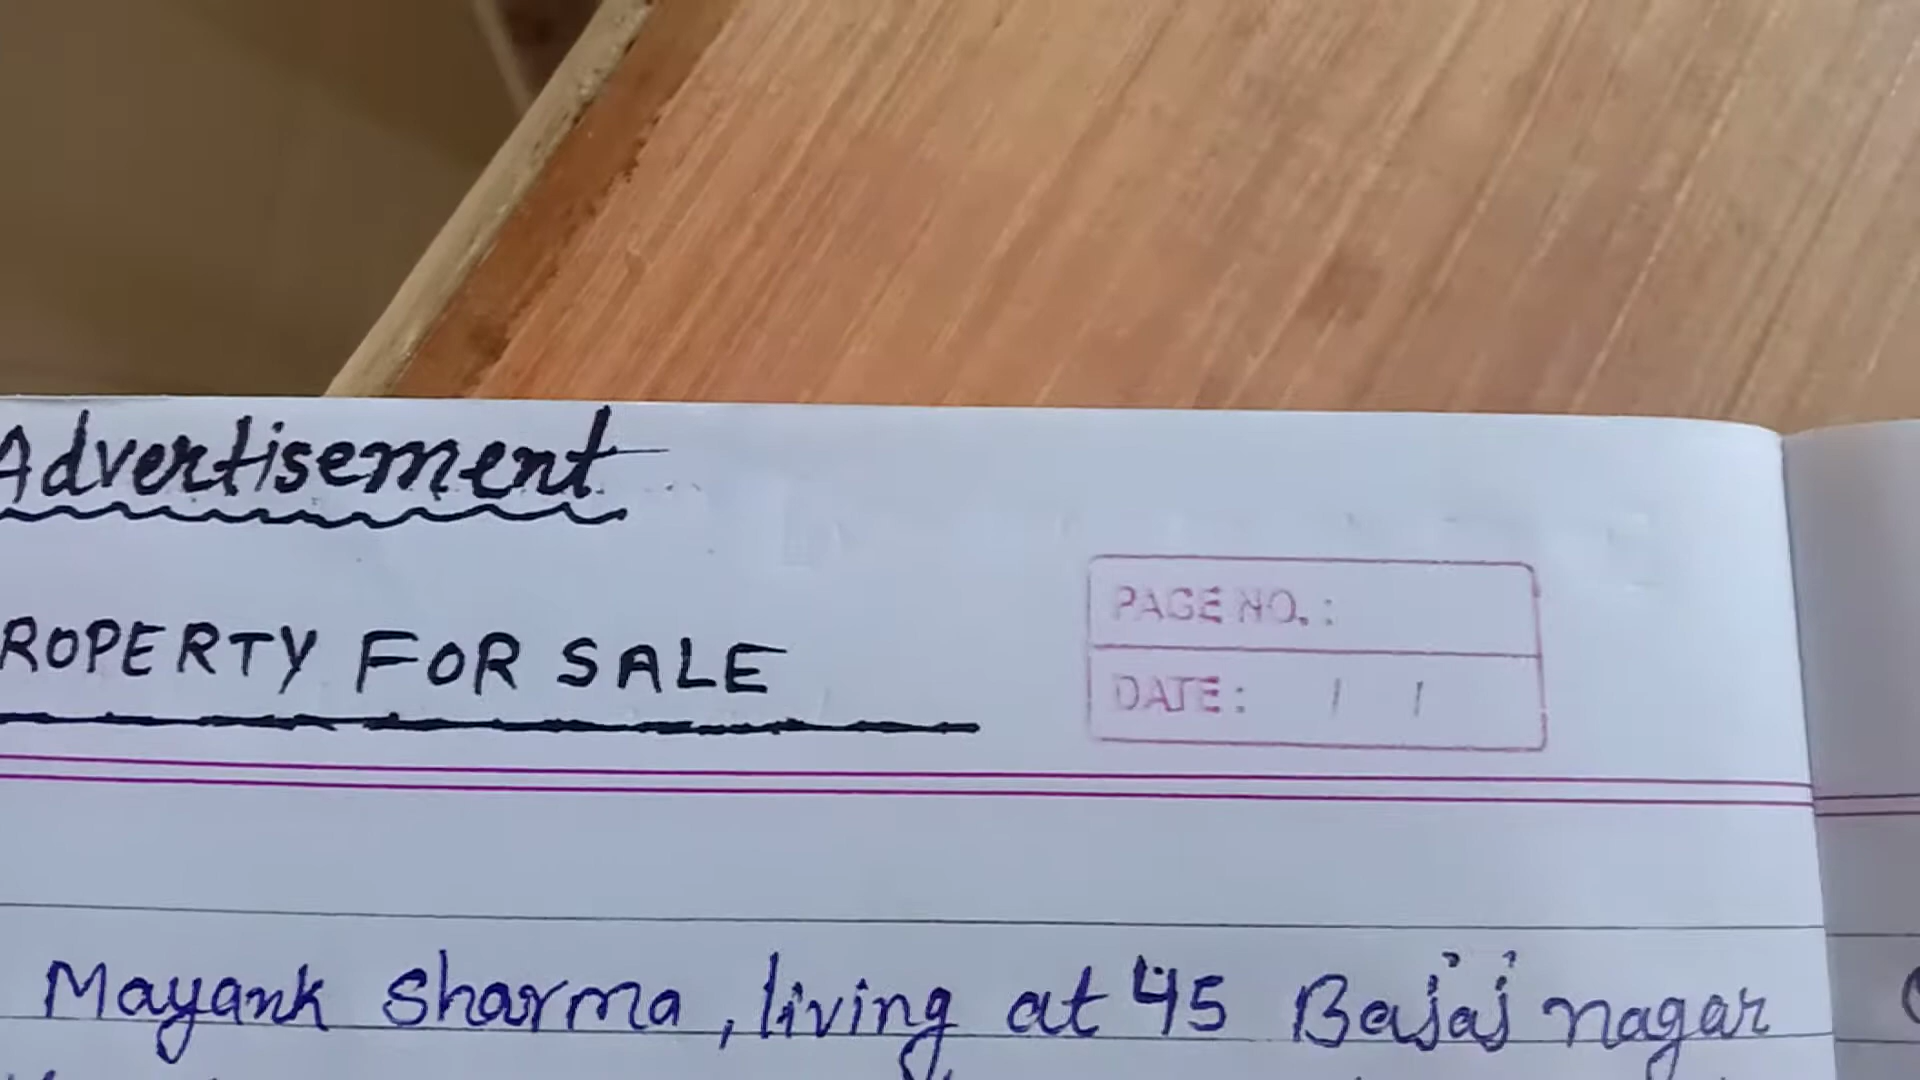 Advertisement
ROPERTY FOR SALE
PAGE NO. :
DATE : / /
Mayank Sharma, living at 45 Bajaj nagar